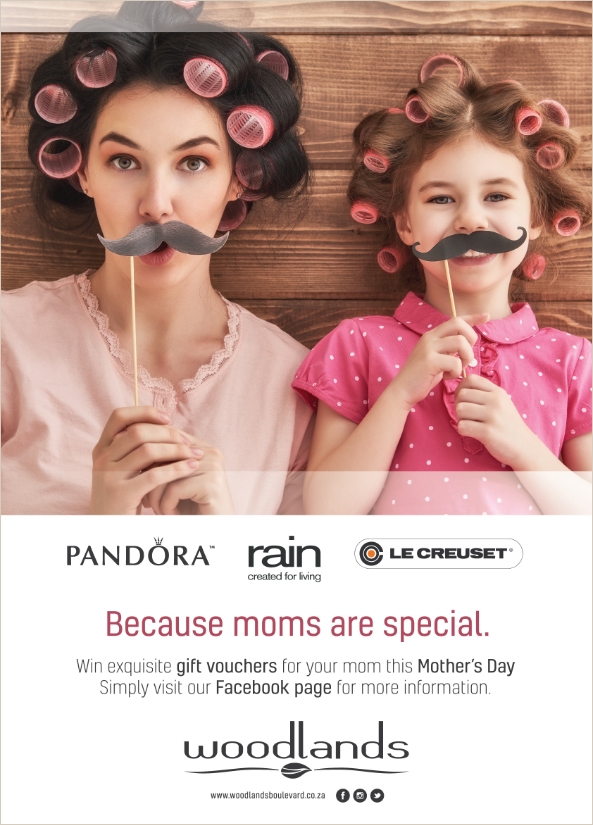 PANDÖRA™
rain
created for living
LE CREUSET®
Because moms are special.
Win exquisite gift vouchers for your mom this Mother's Day
Simply visit our Facebook page for more information.
woodlands
www.woodlandsboulevard.co.za